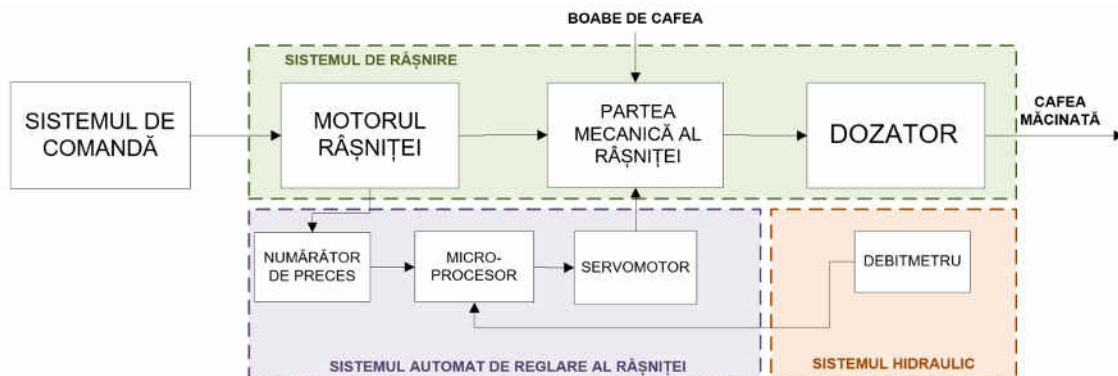 BOABE DE CAFEA
SISTEMUL DE RÂȘNIRE
SISTEMUL DE
COMANDĂ
MOTORUL
RÂȘNIȚEI
PARTEA
MECANICĂ AL
RÂȘNIȚEI
DOZATOR
CAFEA
MĂCINATĂ
NUMĂRĂTOR
DE PRECES
MICRO-
PROCESOR
SERVOMOTOR
DEBITMETRU
SISTEMUL AUTOMAT DE REGLARE AL RÂȘNIȚEI
SISTEMUL HIDRAULIC